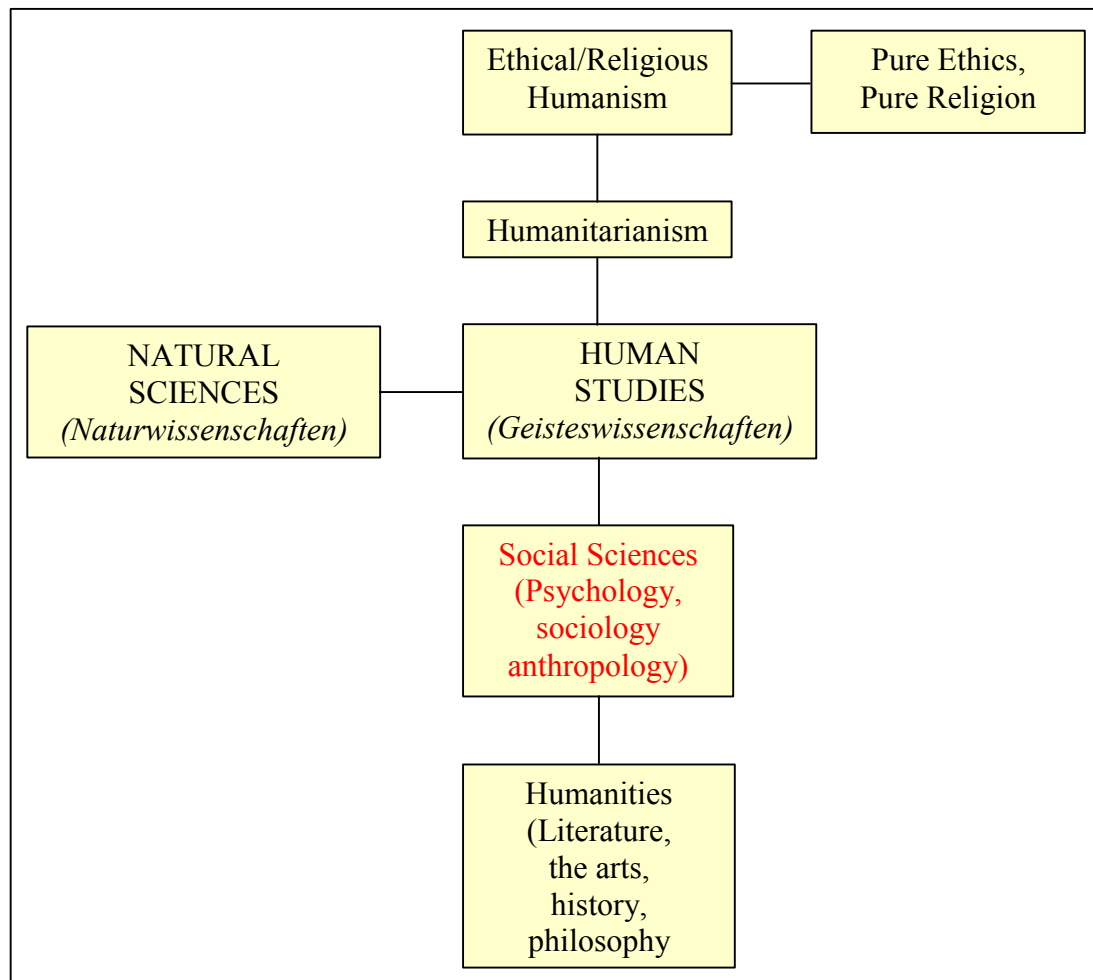 Ethical/Religious
Humanism
Pure Ethics,
Pure Religion
Humanitarianism
NATURAL
SCIENCES
(Naturwissenschaften)
HUMAN
STUDIES
(Geisteswissenschaften)
Social Sciences
(Psychology,
sociology
anthropology)
Humanities
(Literature,
the arts,
history,
philosophy